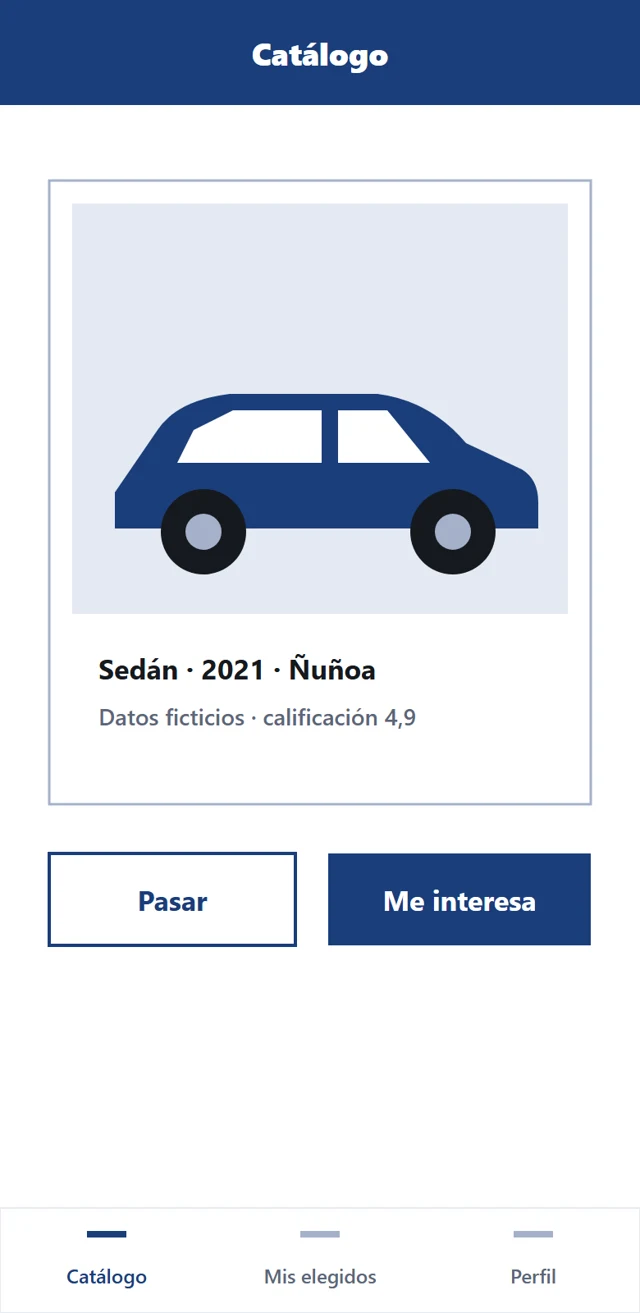 Catálogo
Sedán · 2021 · Ñuñoa
Datos ficticios · calificación 4,9
Pasar
Me interesa
Catálogo
Mis elegidos
Perfil